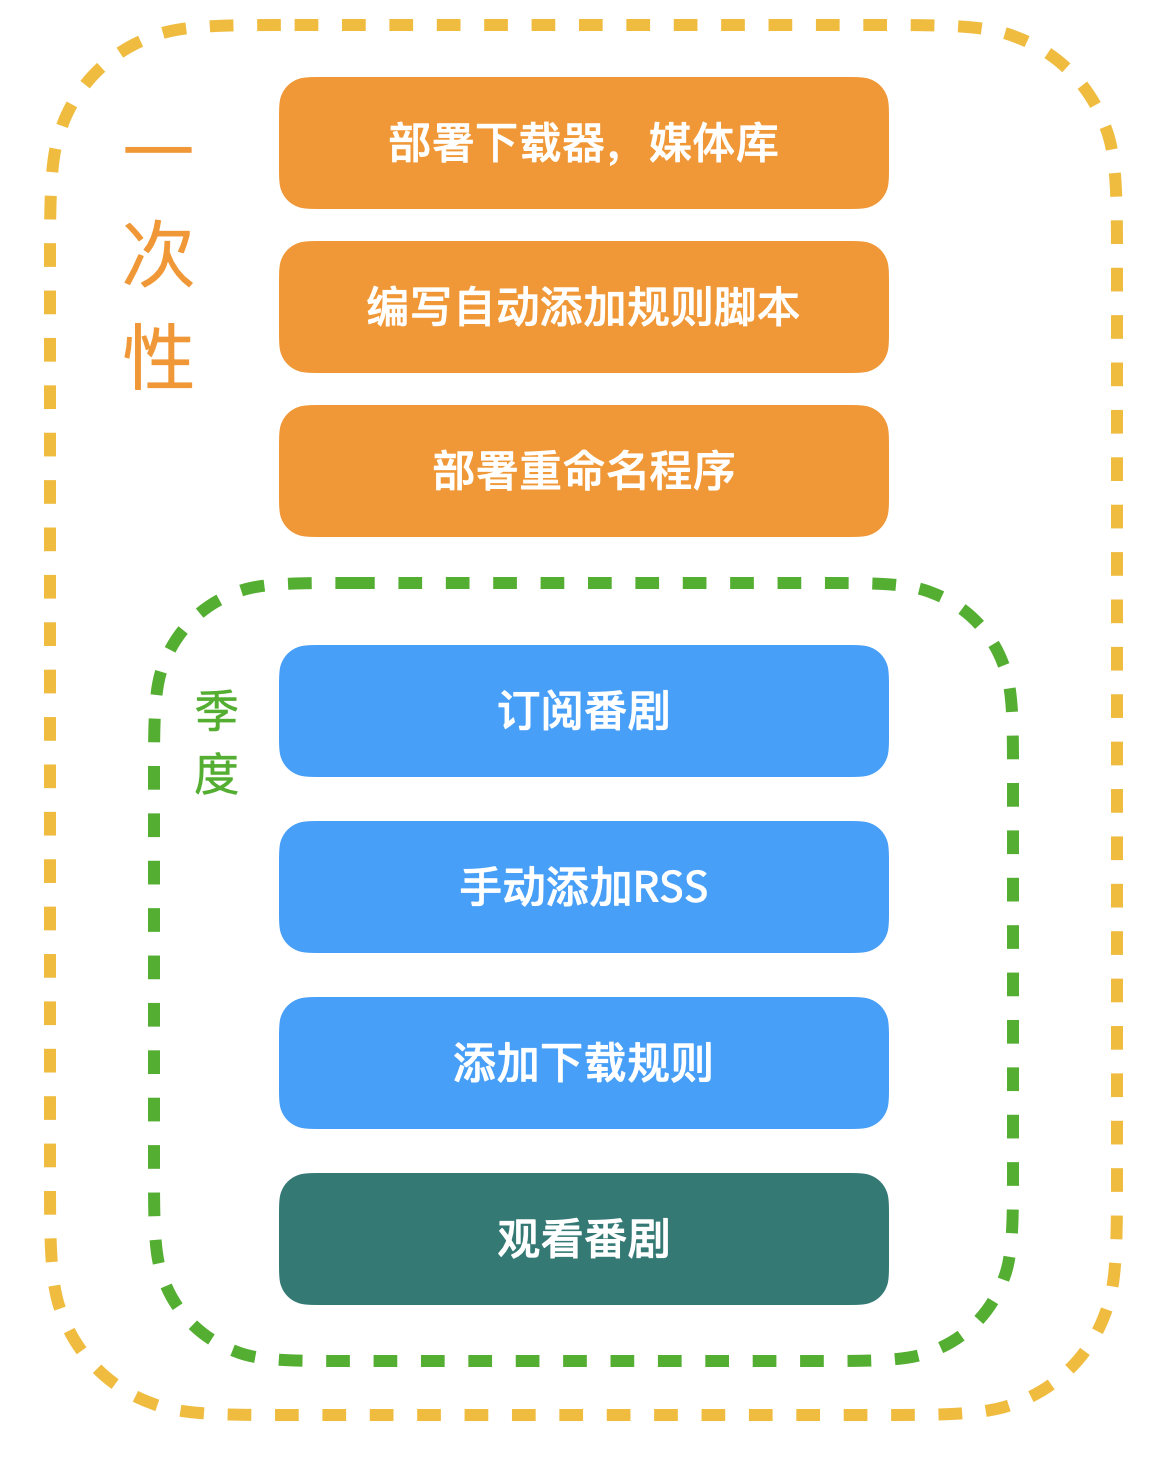 一次性
部署下载器，媒体库
编写自动添加规则脚本
部署重命名程序
季度
订阅番剧
手动添加RSS
添加下载规则
观看番剧